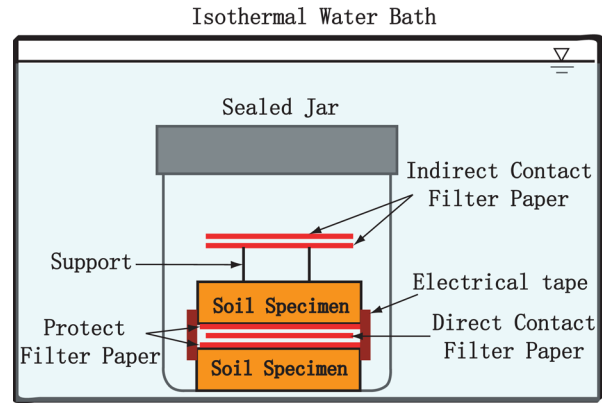 Isothermal Water Bath
Sealed Jar
Indirect Contact
Filter Paper
Support
Electrical tape
Soil Specimen
Protect
Filter Paper
Direct Contact
Filter Paper
Soil Specimen